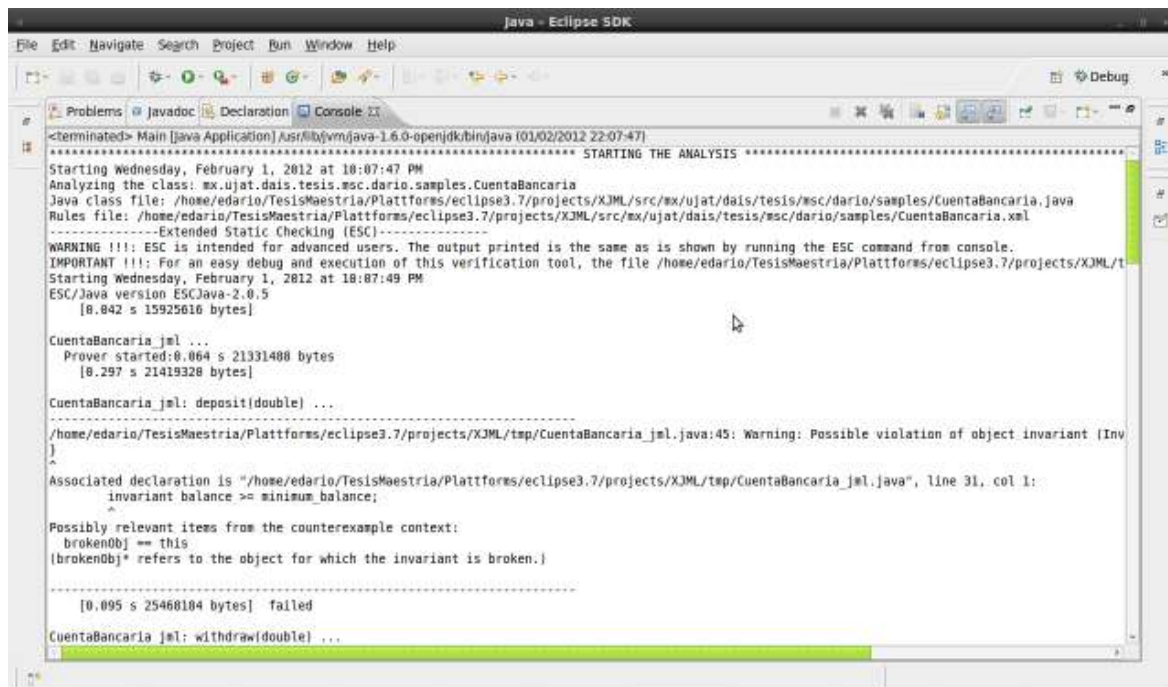 Java - Eclipse SDK
File Edit Navigate Search Project Run Window Help
Debug
Problems Javadoc Declaration Console
<terminated> Main [Java Application] /usr/lib/jvm/java-1.6.0-openjdk/bin/java (01/02/2012 22:07:47)
************************************************************************* STARTING THE ANALYSIS ****************************************************
Starting Wednesday, February 1, 2012 at 10:07:47 PM
Analyzing the class: mx.ujat.dais.tesis.msc.dario.samples.CuentaBancaria
Java class file: /home/edario/TesisMaestria/Plattforms/eclipse3.7/projects/XJML/src/mx/ujat/dais/tesis/msc/dario/samples/CuentaBancaria.java
Rules file: /home/edario/TesisMaestria/Plattforms/eclipse3.7/projects/XJML/src/mx/ujat/dais/tesis/msc/dario/samples/CuentaBancaria.xml
---------------Extended Static Checking (ESC)---------------
WARNING !!!: ESC is intended for advanced users. The output printed is the same as is shown by running the ESC command from console.
IMPORTANT !!!: For an easy debug and execution of this verification tool, the file /home/edario/TesisMaestria/Plattforms/eclipse3.7/projects/XJML/t
Starting Wednesday, February 1, 2012 at 10:07:49 PM
ESC/Java version ESCJava-2.0.5
[0.042 s 15925616 bytes]
CuentaBancaria_jml ...
Prover started:0.064 s 21331488 bytes
[0.297 s 21419320 bytes]
CuentaBancaria_jml: deposit(double) ...
------------------------------------------------------------------------
/home/edario/TesisMaestria/Plattforms/eclipse3.7/projects/XJML/tmp/CuentaBancaria_jml.java:45: Warning: Possible violation of object invariant (Inv
}
^
Associated declaration is "/home/edario/TesisMaestria/Plattforms/eclipse3.7/projects/XJML/tmp/CuentaBancaria_jml.java", line 31, col 1:
invariant balance >= minimum_balance;
^
Possibly relevant items from the counterexample context:
brokenObj == this
(brokenObj* refers to the object for which the invariant is broken.)
------------------------------------------------------------------------
[0.095 s 25468184 bytes] failed
CuentaBancaria_jml: withdraw(double) ...